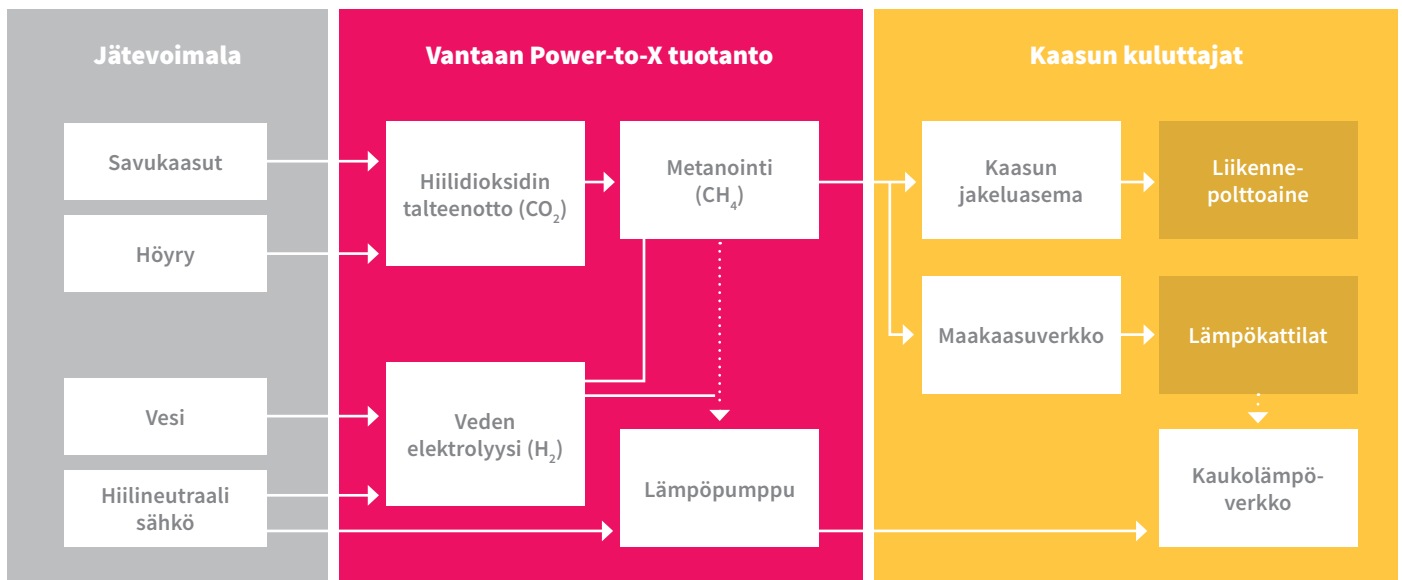 Jätevoimala
Savukaasut
Höyry
Vesi
Hiilineutraali
sähkö
Vantaan Power-to-X tuotanto
Hiilidioksidin
talteenotto (CO₂)
Metanointi
(CH₄)
Veden
elektrolyysi (H₂)
Lämpöpumppu
Kaasun kuluttajat
Kaasun
jakeluasema
Liikenne-
polttoaine
Maakaasuverkko
Lämpökattilat
Kaukolämpö-
verkko